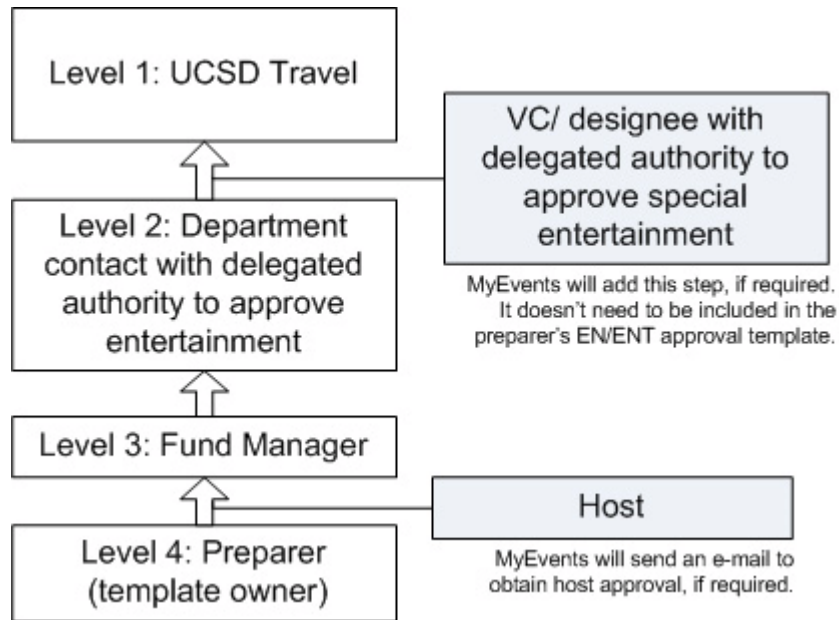 Level 1: UCSD Travel
VC/ designee with
delegated authority to
approve special
entertainment
MyEvents will add this step, if required.
It doesn't need to be included in the
preparer's EN/ENT approval template.
Level 2: Department
contact with delegated
authority to approve
entertainment
Level 3: Fund Manager
Host
MyEvents will send an e-mail to
obtain host approval, if required.
Level 4: Preparer
(template owner)